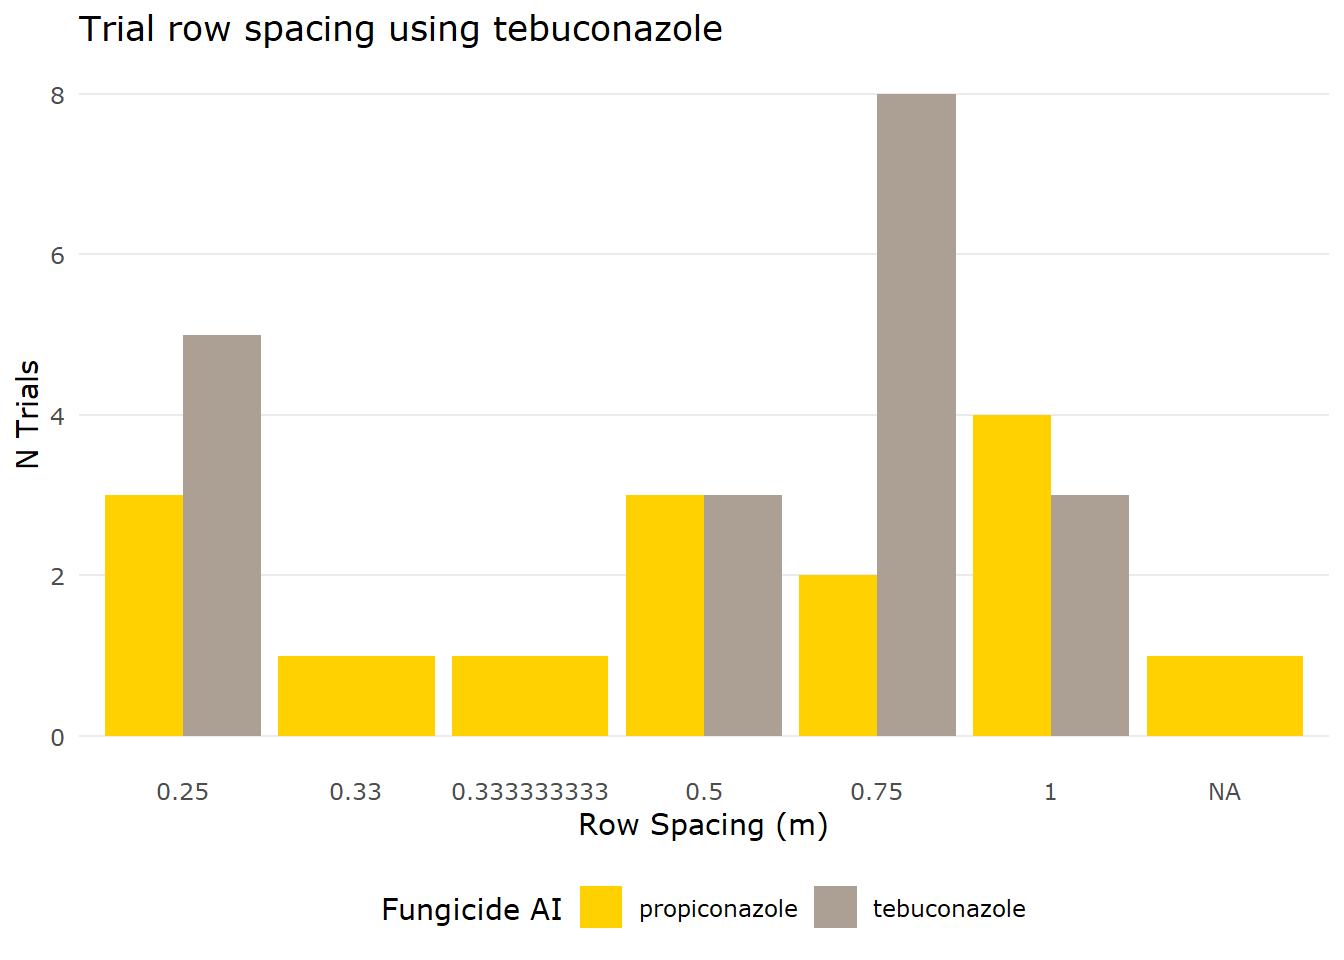 Trial row spacing using tebuconazole
8
6
4
2
0
N Trials
0.25 0.33 0.333333333 0.5 0.75 1 NA
Row Spacing (m)
Fungicide AI propiconazole tebuconazole